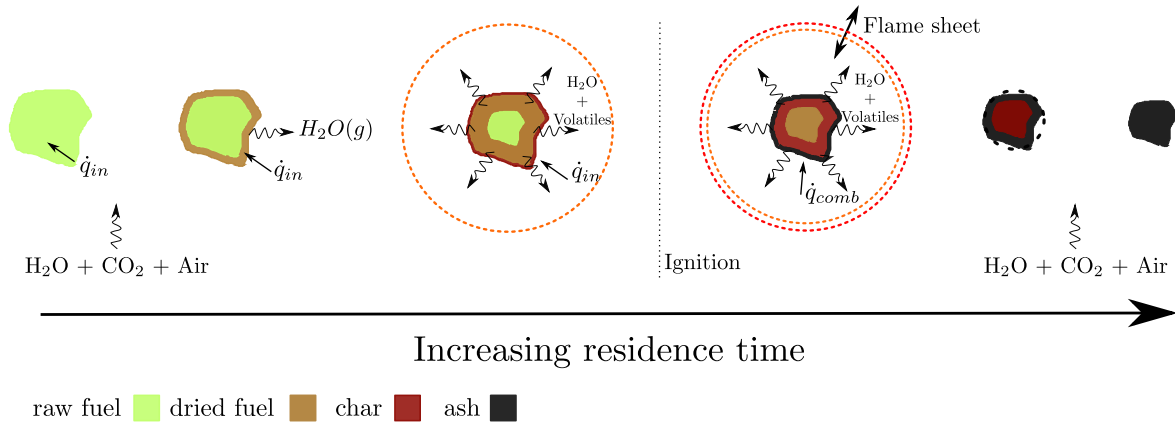 Flame sheet
H₂O
+
Volatiles
H₂O
+
Volatiles
H₂O(g)
q̇in
q̇in
q̇in
q̇comb
H₂O + CO₂ + Air
Ignition
H₂O + CO₂ + Air
Increasing residence time
raw fuel dried fuel char ash